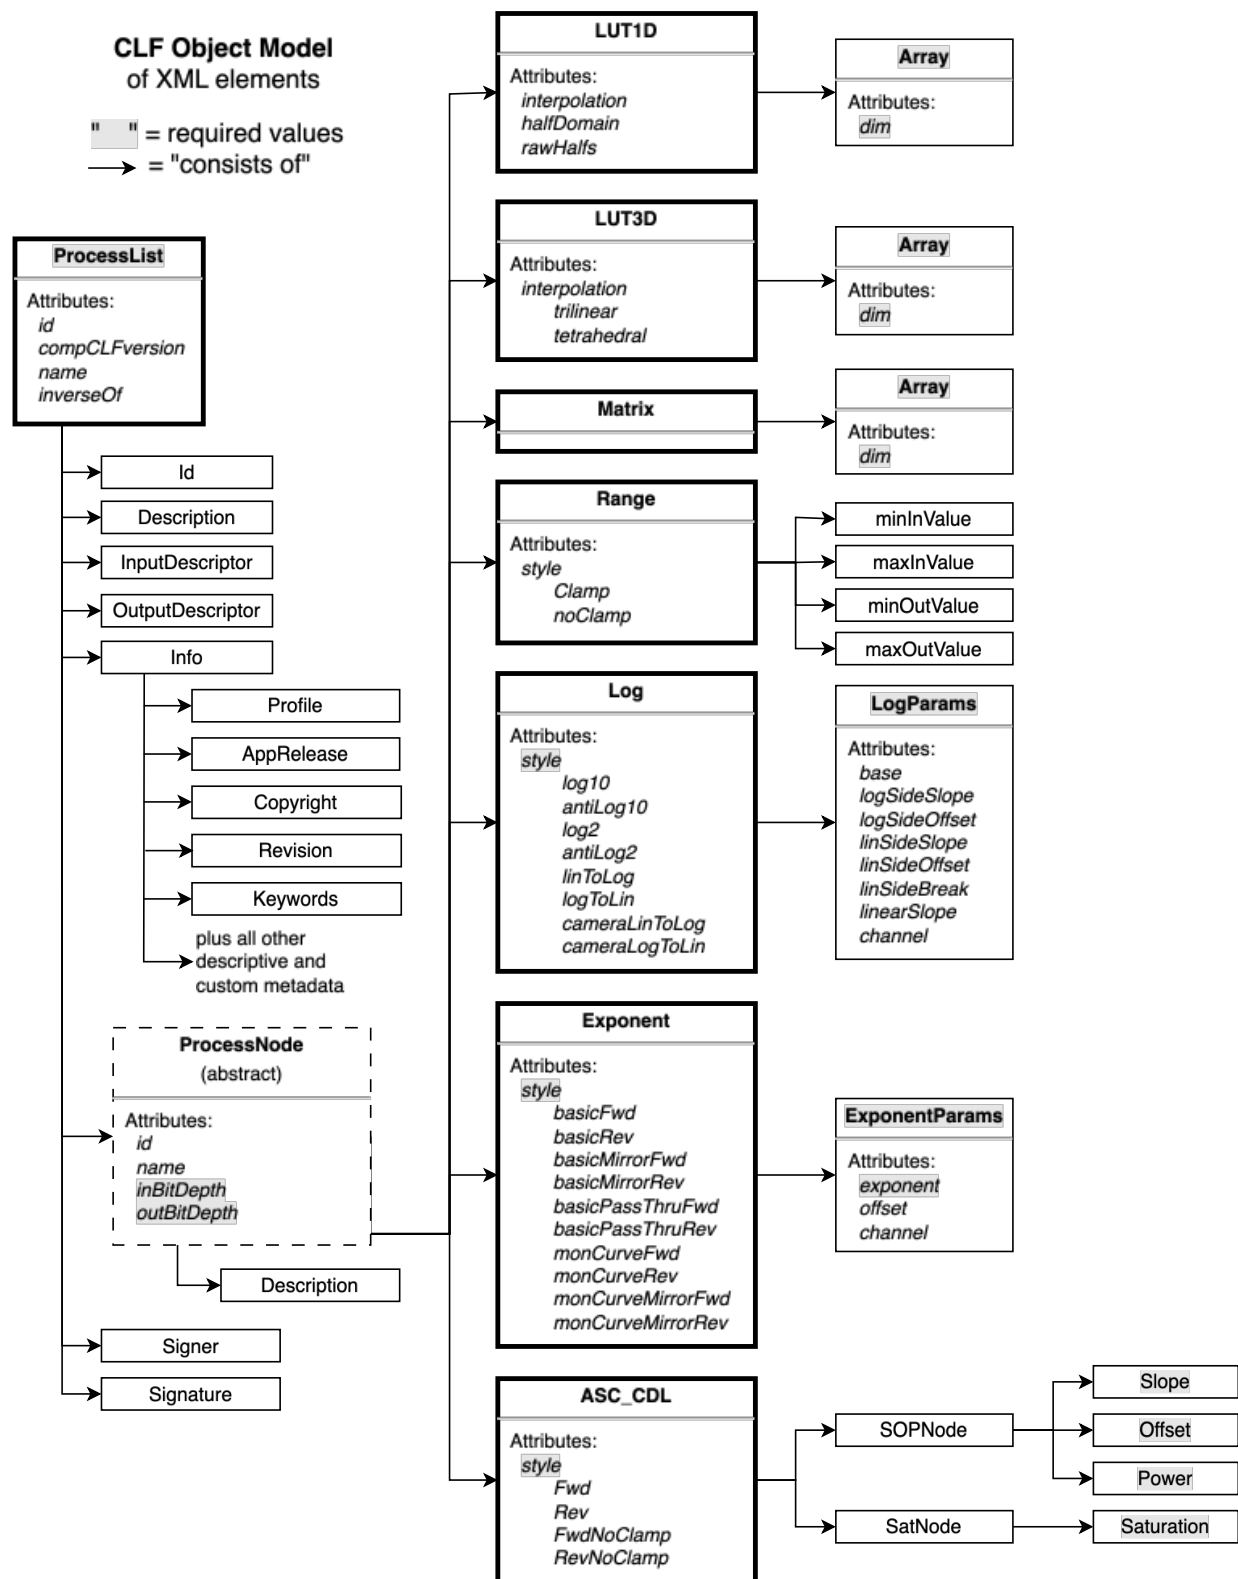 CLF Object Model
of XML elements
" " = required values
= "consists of"
ProcessList
Attributes:
id
compCLFversion
name
inverseOf
Id
Description
InputDescriptor
OutputDescriptor
Info
Profile
AppRelease
Copyright
Revision
Keywords
plus all other
descriptive and
custom metadata
ProcessNode
(abstract)
Attributes:
id
name
inBitDepth
outBitDepth
Description
Signer
Signature
LUT1D
Attributes:
interpolation
halfDomain
rawHalfs
Array
Attributes:
dim
LUT3D
Attributes:
interpolation
trilinear
tetrahedral
Array
Attributes:
dim
Matrix
Array
Attributes:
dim
Range
Attributes:
style
Clamp
noClamp
minInValue
maxInValue
minOutValue
maxOutValue
Log
Attributes:
style
log10
antiLog10
log2
antiLog2
linToLog
logToLin
cameraLinToLog
cameraLogToLin
LogParams
Attributes:
base
logSideSlope
logSideOffset
linSideSlope
linSideOffset
linSideBreak
linearSlope
channel
Exponent
Attributes:
style
basicFwd
basicRev
basicMirrorFwd
basicMirrorRev
basicPassThruFwd
basicPassThruRev
monCurveFwd
monCurveRev
monCurveMirrorFwd
monCurveMirrorRev
ExponentParams
Attributes:
exponent
offset
channel
ASC_CDL
Attributes:
style
Fwd
Rev
FwdNoClamp
RevNoClamp
SOPNode
Slope
Offset
Power
SatNode
Saturation